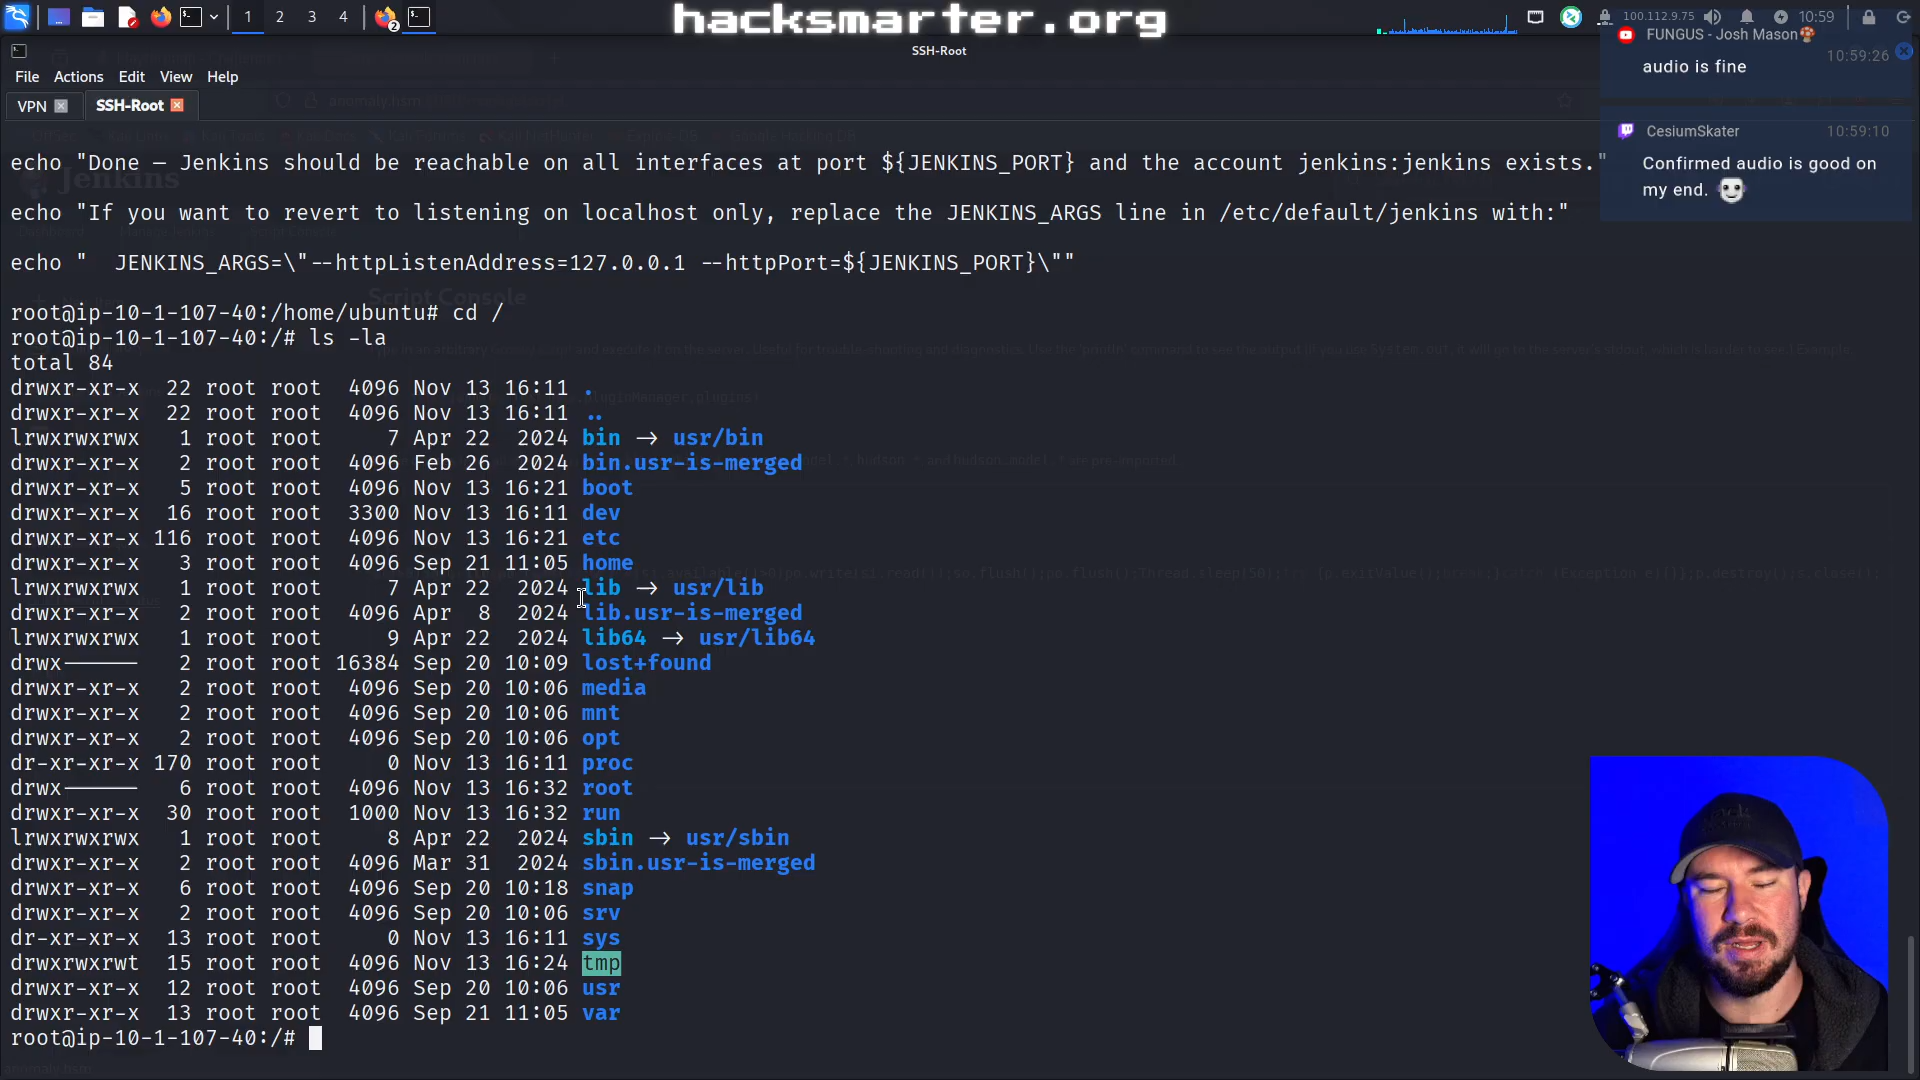 1 2 3 4 2 hacksmarter.org 100.112.9.75 10:59
SSH-Root
File Actions Edit View Help
VPN SSH-Root
FUNGUS - Josh Mason
10:59:26
audio is fine
CesiumSkater 10:59:10
Confirmed audio is good on
my end.
echo "Done — Jenkins should be reachable on all interfaces at port ${JENKINS_PORT} and the account jenkins:jenkins exists."
echo "If you want to revert to listening on localhost only, replace the JENKINS_ARGS line in /etc/default/jenkins with:"
echo "  JENKINS_ARGS=\"--httpListenAddress=127.0.0.1 --httpPort=${JENKINS_PORT}\""
root@ip-10-1-107-40:/home/ubuntu# cd /
root@ip-10-1-107-40:/# ls -la
total 84
drwxr-xr-x  22 root root  4096 Nov 13 16:11 .
drwxr-xr-x  22 root root  4096 Nov 13 16:11 ..
lrwxrwxrwx   1 root root     7 Apr 22  2024 bin → usr/bin
drwxr-xr-x   2 root root  4096 Feb 26  2024 bin.usr-is-merged
drwxr-xr-x   5 root root  4096 Nov 13 16:21 boot
drwxr-xr-x  16 root root  3300 Nov 13 16:11 dev
drwxr-xr-x 116 root root  4096 Nov 13 16:21 etc
drwxr-xr-x   3 root root  4096 Sep 21 11:05 home
lrwxrwxrwx   1 root root     7 Apr 22  2024 lib → usr/lib
drwxr-xr-x   2 root root  4096 Apr  8  2024 lib.usr-is-merged
lrwxrwxrwx   1 root root     9 Apr 22  2024 lib64 → usr/lib64
drwx——————   2 root root 16384 Sep 20 10:09 lost+found
drwxr-xr-x   2 root root  4096 Sep 20 10:06 media
drwxr-xr-x   2 root root  4096 Sep 20 10:06 mnt
drwxr-xr-x   2 root root  4096 Sep 20 10:06 opt
dr-xr-xr-x 170 root root     0 Nov 13 16:11 proc
drwx——————   6 root root  4096 Nov 13 16:32 root
drwxr-xr-x  30 root root  1000 Nov 13 16:32 run
lrwxrwxrwx   1 root root     8 Apr 22  2024 sbin → usr/sbin
drwxr-xr-x   2 root root  4096 Mar 31  2024 sbin.usr-is-merged
drwxr-xr-x   6 root root  4096 Sep 20 10:18 snap
drwxr-xr-x   2 root root  4096 Sep 20 10:06 srv
dr-xr-xr-x  13 root root     0 Nov 13 16:11 sys
drwxrwxrwt  15 root root  4096 Nov 13 16:24 tmp
drwxr-xr-x  12 root root  4096 Sep 20 10:06 usr
drwxr-xr-x  13 root root  4096 Sep 21 11:05 var
root@ip-10-1-107-40:/#